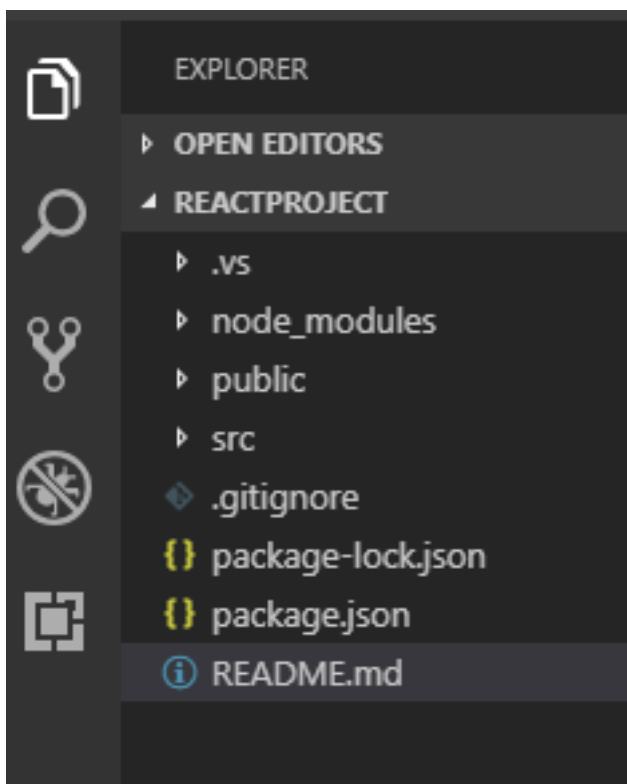 EXPLORER
OPEN EDITORS
REACTPROJECT
.vs
node_modules
public
src
.gitignore
package-lock.json
package.json
README.md